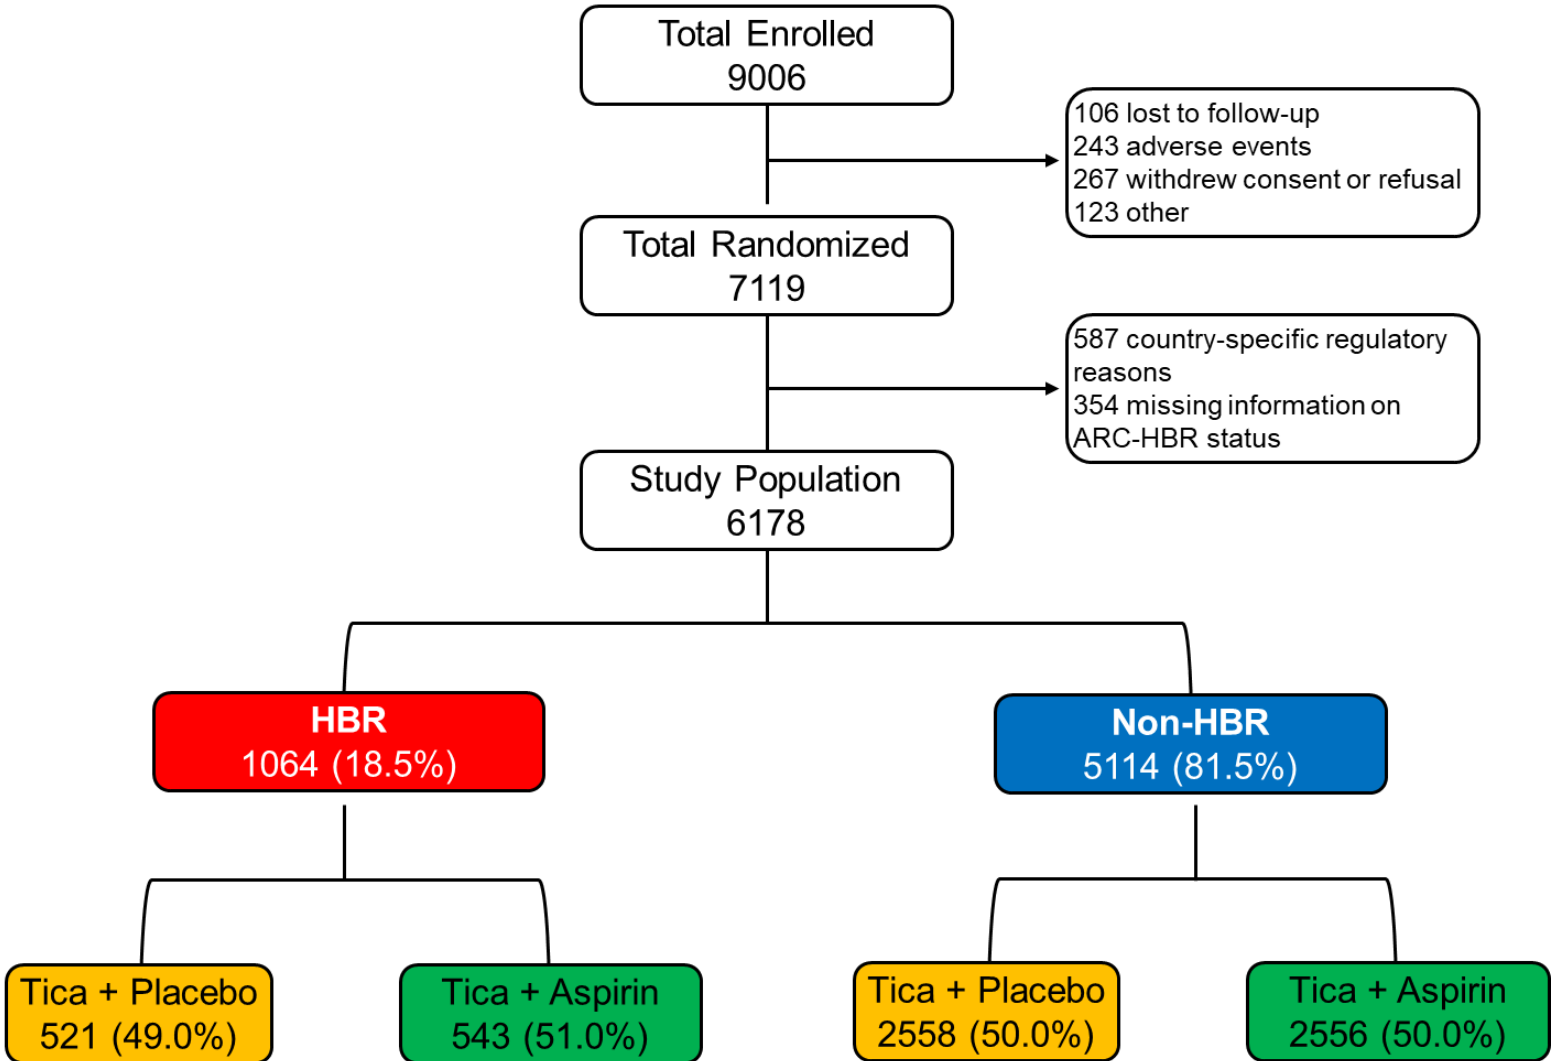 Total Enrolled
9006
106 lost to follow-up
243 adverse events
267 withdrew consent or refusal
123 other
Total Randomized
7119
587 country-specific regulatory
reasons
354 missing information on
ARC-HBR status
Study Population
6178
HBR
1064 (18.5%)
Non-HBR
5114 (81.5%)
Tica + Placebo
521 (49.0%)
Tica + Aspirin
543 (51.0%)
Tica + Placebo
2558 (50.0%)
Tica + Aspirin
2556 (50.0%)